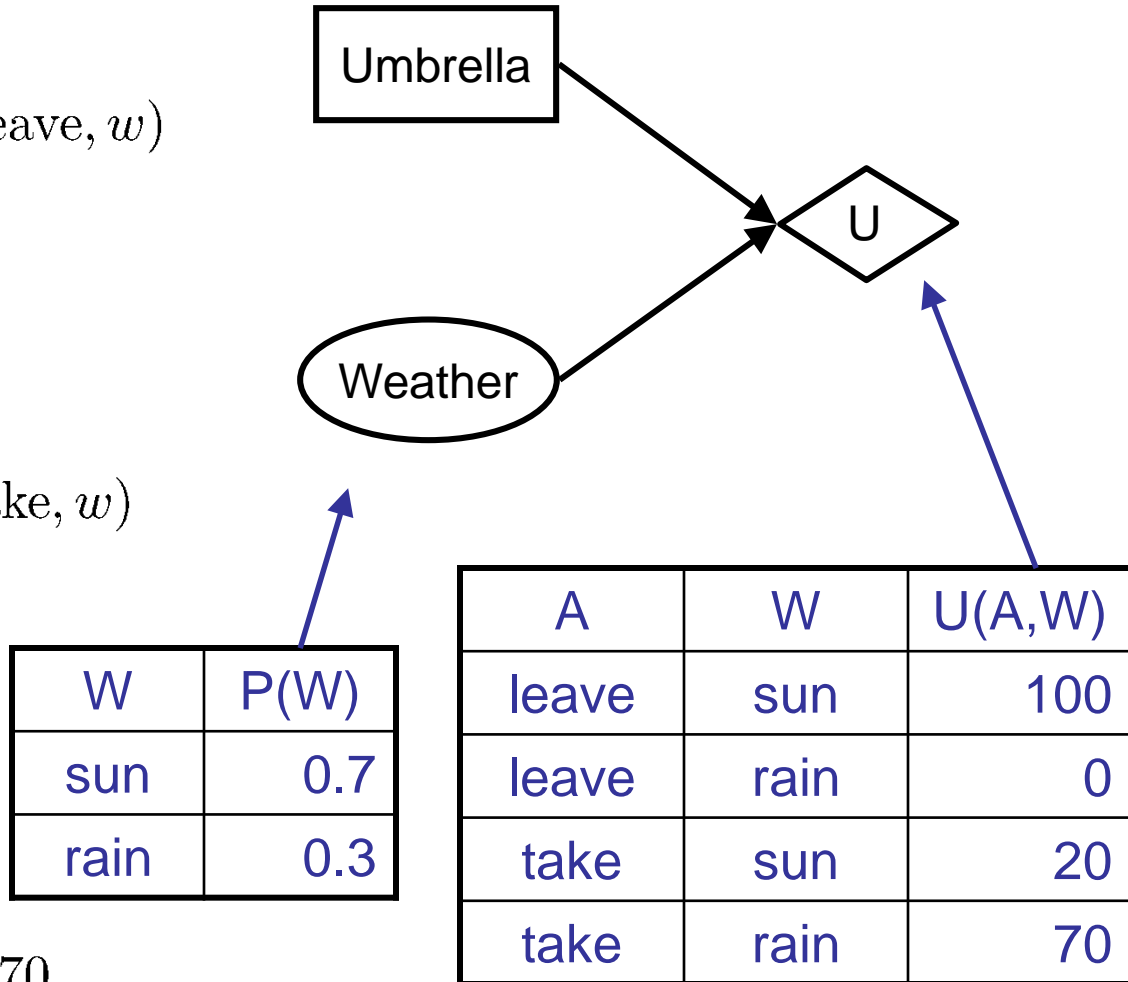 Umbrella
eave, w)
U
Weather
ke, w)
W P(W)
sun 0.7
rain 0.3
A W U(A,W)
leave sun 100
leave rain 0
take sun 20
take rain 70
70